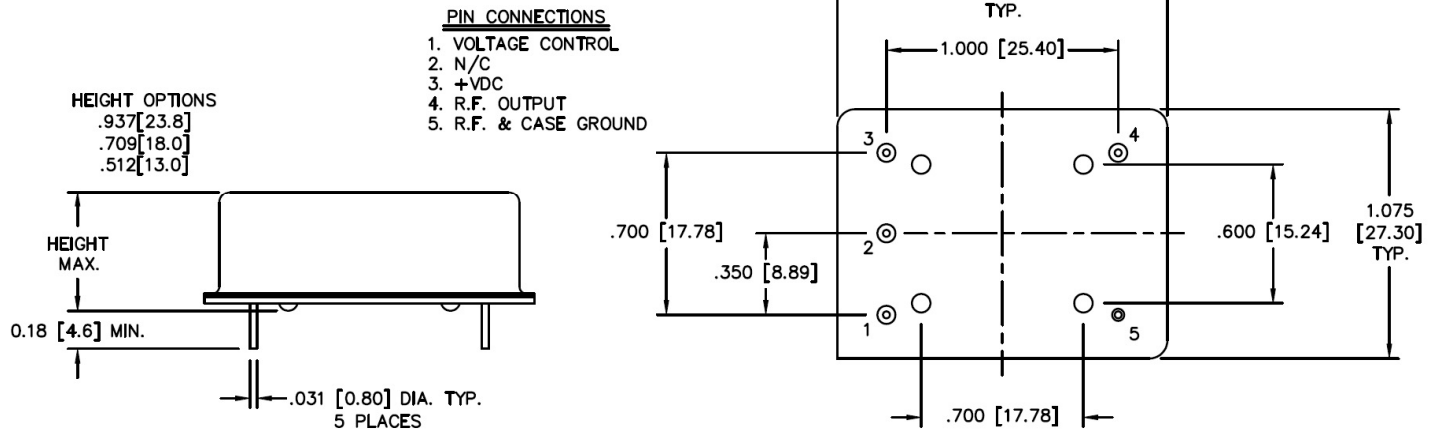 PIN CONNECTIONS
1. VOLTAGE CONTROL
2. N/C
3. +VDC
4. R.F. OUTPUT
5. R.F. & CASE GROUND
HEIGHT OPTIONS
.937[23.8]
.709[18.0]
.512[13.0]
HEIGHT
MAX.
0.18 [4.6] MIN.
.031 [0.80] DIA. TYP.
5 PLACES
TYP.
1.000 [25.40]
3
4
.700 [17.78]
2
.350 [8.89]
.600 [15.24]
1.075
[27.30]
TYP.
1
5
.700 [17.78]